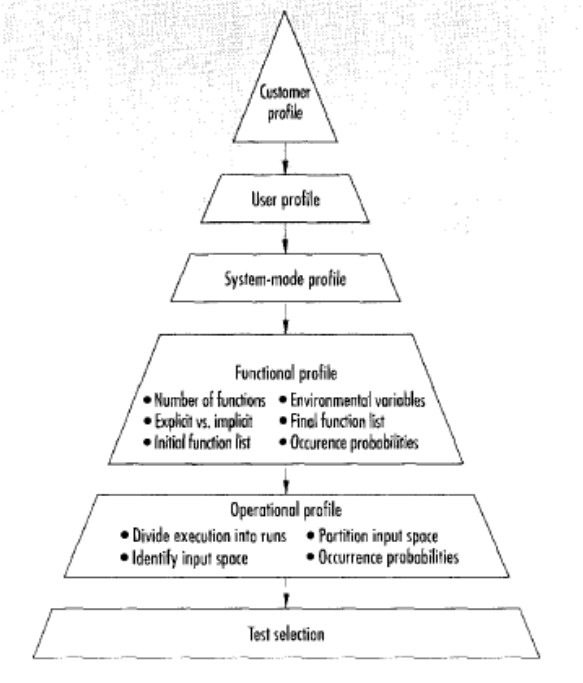 Customer
profile
User profile
System-mode profile
Functional profile
• Number of functions • Environmental variables
• Explicit vs. implicit • Final function list
• Initial function list • Occurence probabilities
Operational profile
• Divide execution into runs • Partition input space
• Identify input space • Occurrence probabilities
Test selection